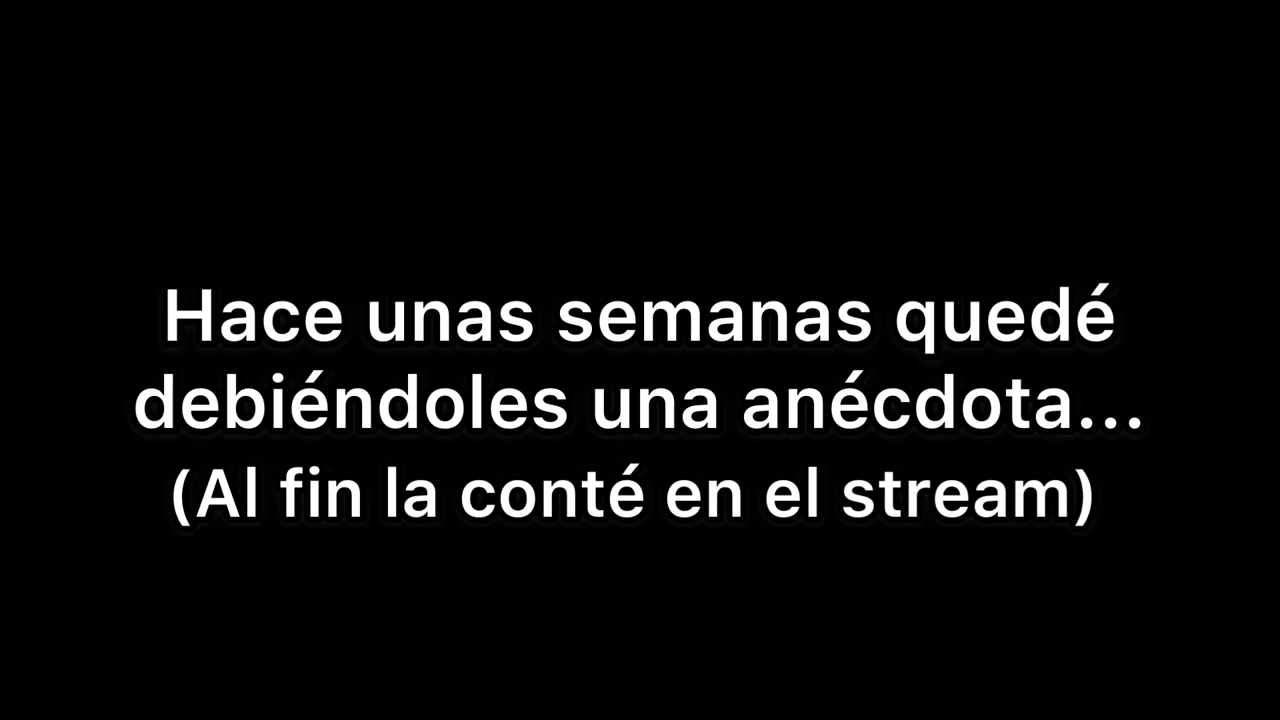 Hace unas semanas quedé
debiéndoles una anécdota...
(Al fin la conté en el stream)